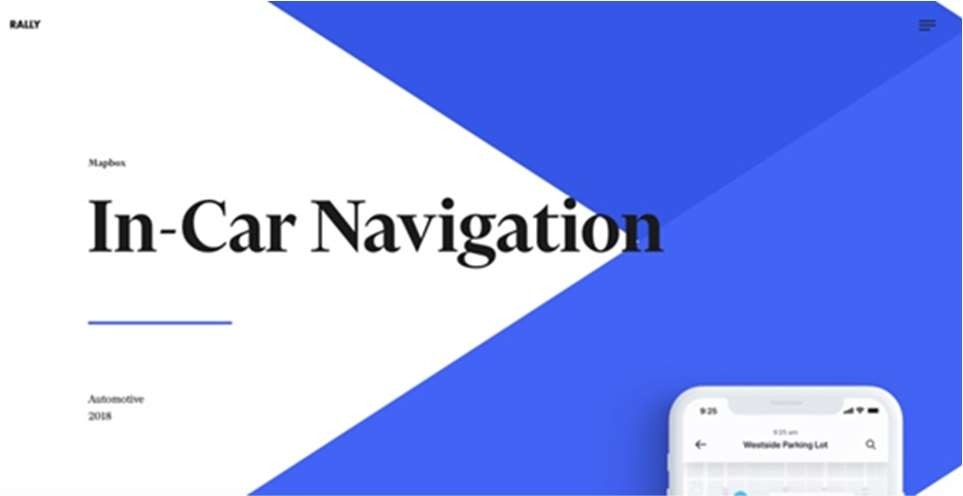 RALLY
Mapbox
In-Car Navigation
Automotive
2018
9:25
9:25 am
Westside Parking Lot